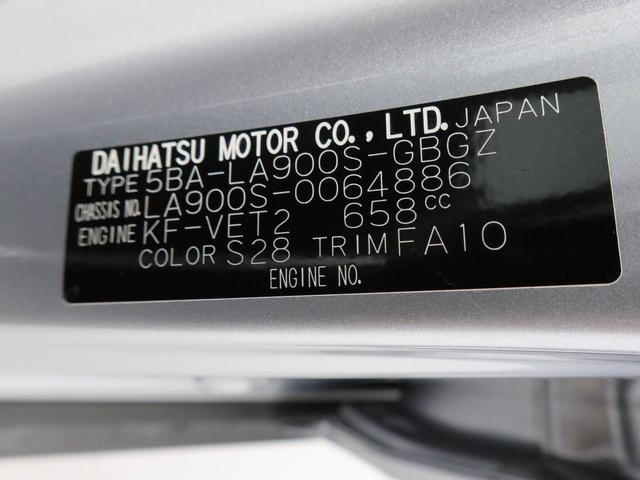 DAIHATSU MOTOR CO., LTD. JAPAN
TYPE 5BA-LA900S-GBGZ
CHASSIS NO. LA900S-0064886
ENGINE KF-VET2 658cc
COLOR S28 TRIM FA10
ENGINE NO.